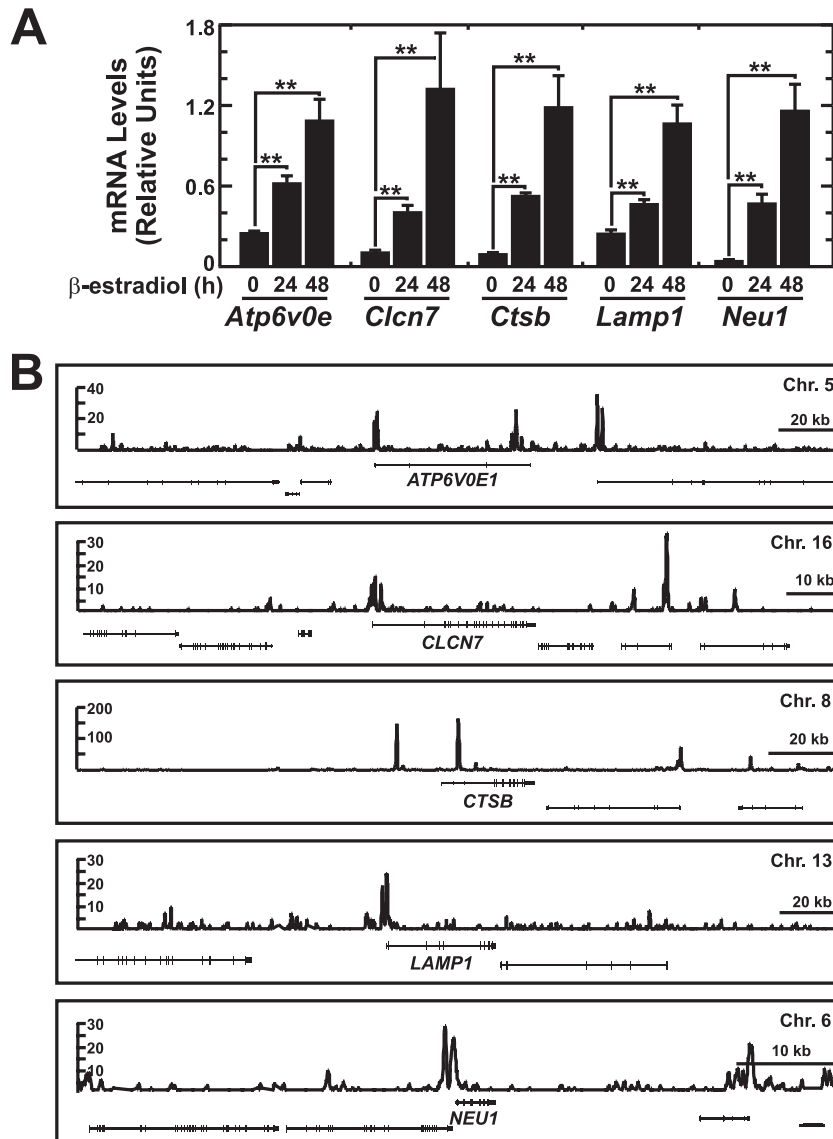 A
mRNA Levels
(Relative Units)
1.8
1.2
0.6
0
** ** ** ** **
** ** ** ** **
β-estradiol (h) 0 24 48 0 24 48 0 24 48 0 24 48 0 24 48
Atp6v0e Clcn7 Ctsb Lamp1 Neu1
B
40
20
Chr. 5
20 kb
ATP6V0E1
30
20
10
Chr. 16
10 kb
CLCN7
200
100
Chr. 8
20 kb
CTSB
30
20
10
Chr. 13
20 kb
LAMP1
30
20
10
Chr. 6
10 kb
NEU1